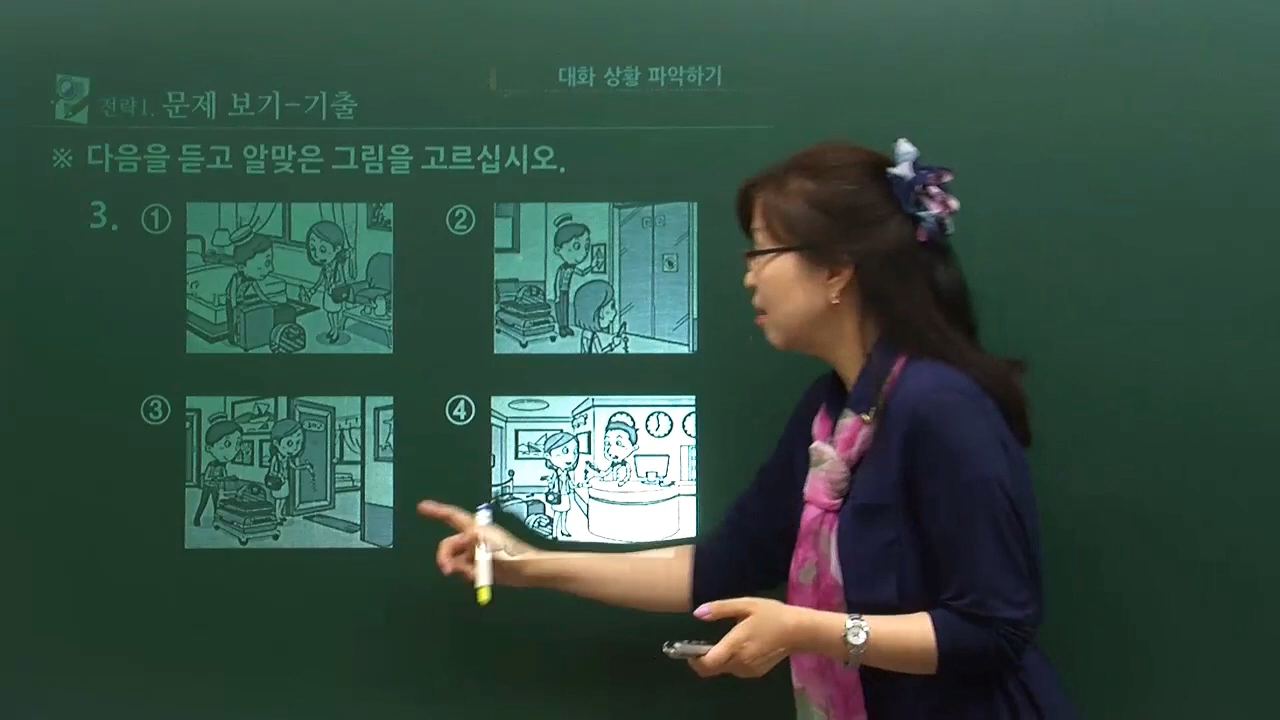 대화 상황 파악하기
전략1. 문제 보기-기출
※ 다음을 듣고 알맞은 그림을 고르십시오.
3. ① ②
③ ④